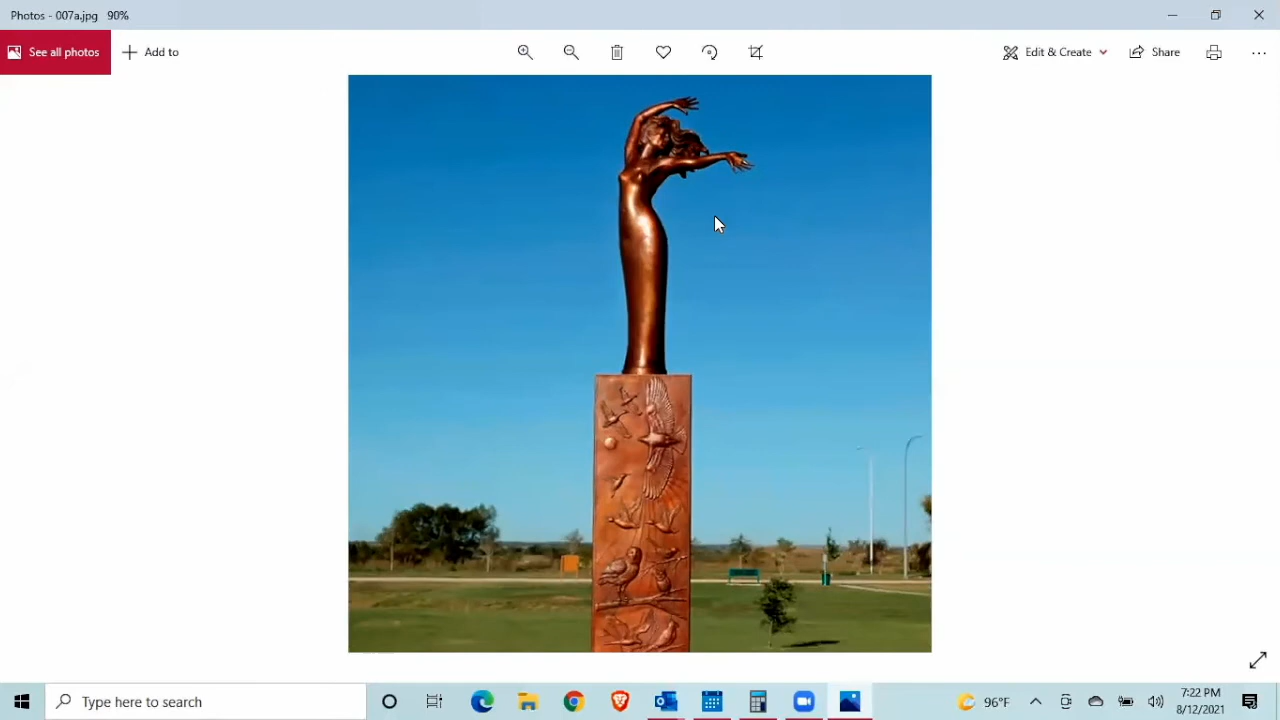 Photos - 007a.jpg 90%
See all photos
Add to
Edit & Create
Share
Type here to search
96°F
7:22 PM
8/12/2021